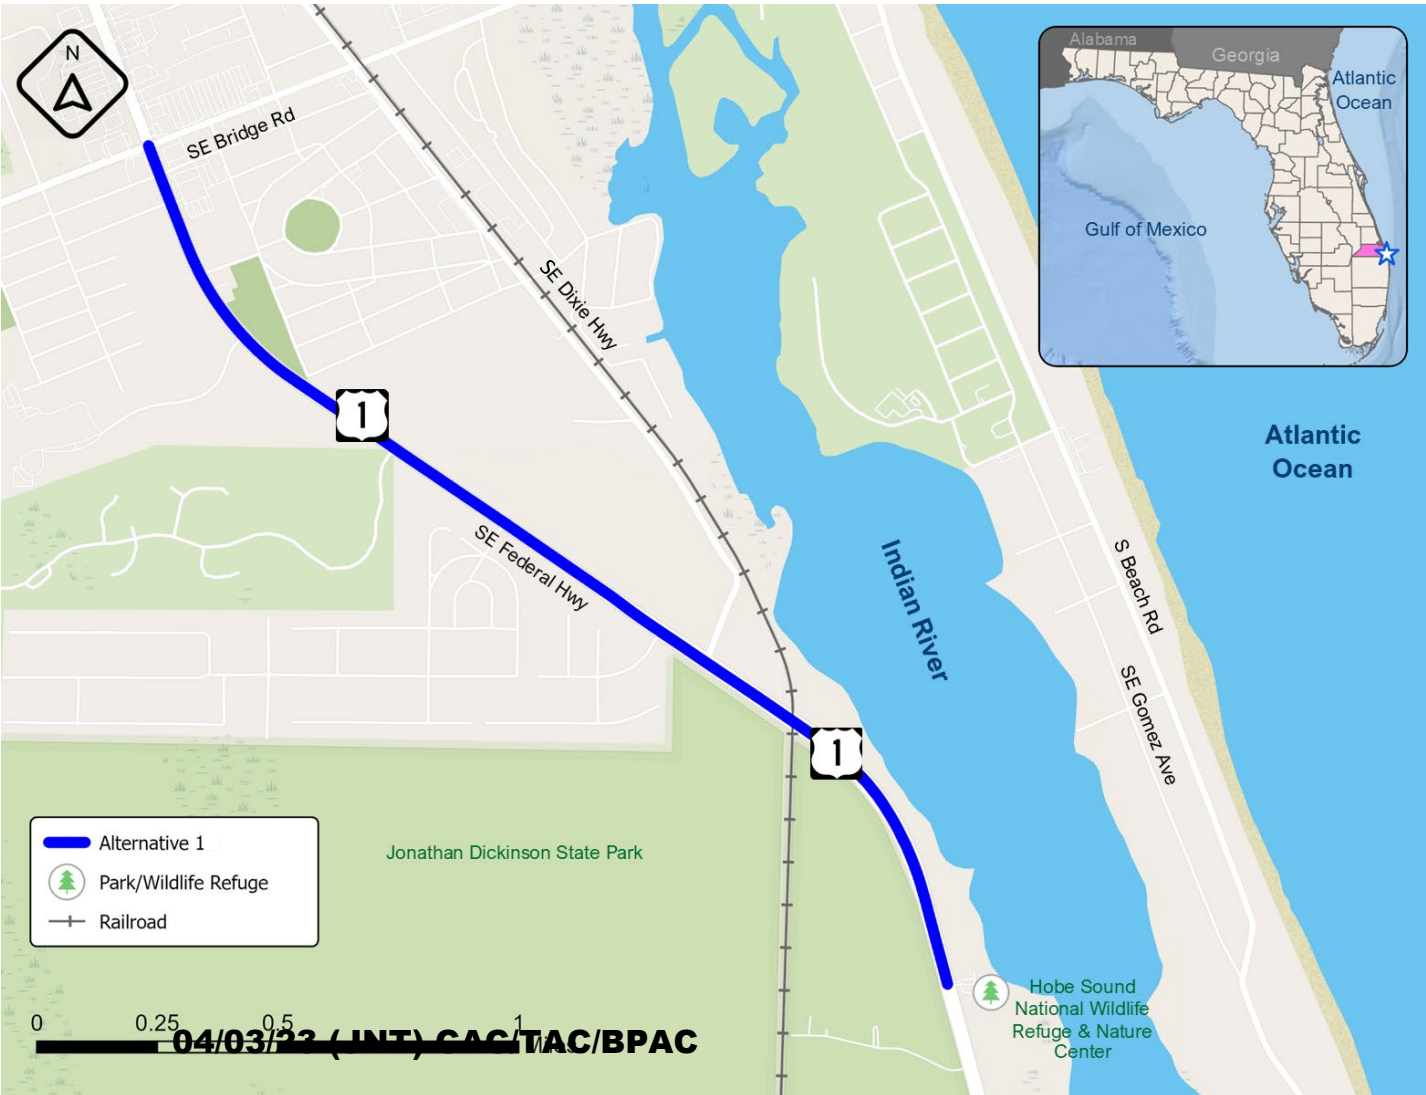 N
SE Bridge Rd
Alabama
Georgia
Atlantic
Ocean
Gulf of Mexico
SE Dixie Hwy
1
Atlantic
Ocean
SE Federal Hwy
Indian River
S Beach Rd
SE Gomez Ave
1
Alternative 1
Park/Wildlife Refuge
Railroad
Jonathan Dickinson State Park
Hobe Sound
National Wildlife
Refuge & Nature
Center
0 0.25 0.5 1
Miles
04/03/23 (JNT) CAC/TAC/BPAC